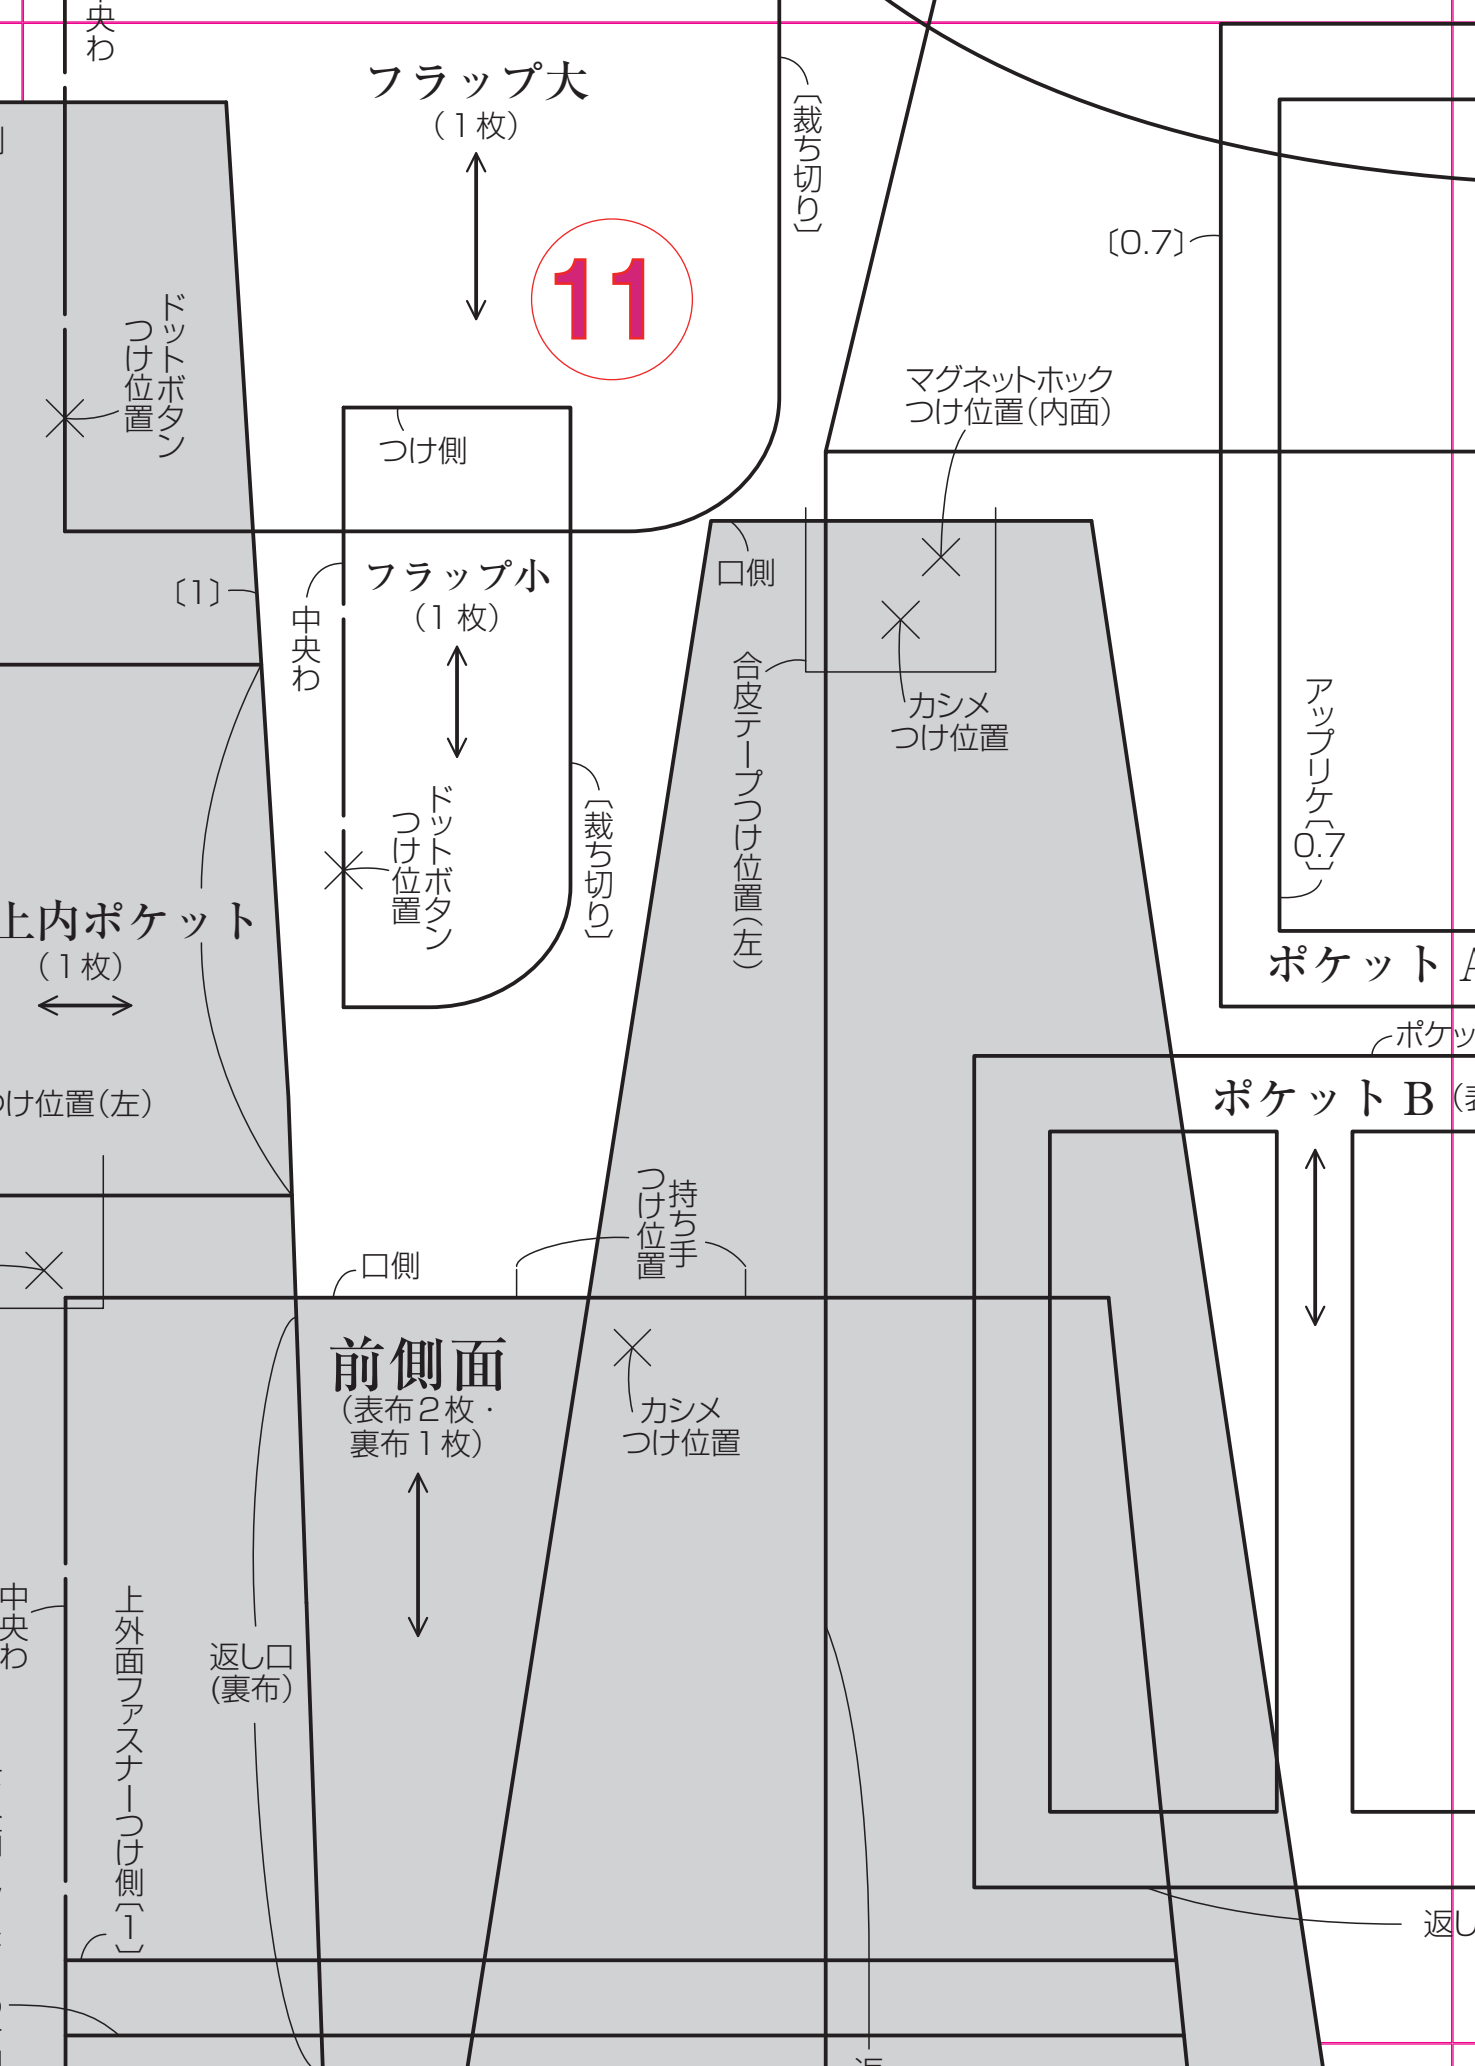 央わ
フラップ大
（1枚）
〔裁ち切り〕
11
〔0.7〕
ドットボタン
つけ位置
つけ側
マグネットホック
つけ位置（内面）
口側
〔1〕
フラップ小
（1枚）
中央わ
合皮テープつけ位置（左）
カシメ
つけ位置
アップリケ〔0.7〕
ドットボタン
つけ位置
〔裁ち切り〕
上内ポケット
（1枚）
つけ位置（左）
ポケット A
ポケッ
ポケット B（表
持ち手
つけ位置
口側
前側面
（表布2枚・
裏布1枚）
カシメ
つけ位置
中央わ
上外面ファスナーつけ側〔1〕
返し口
（裏布）
返し